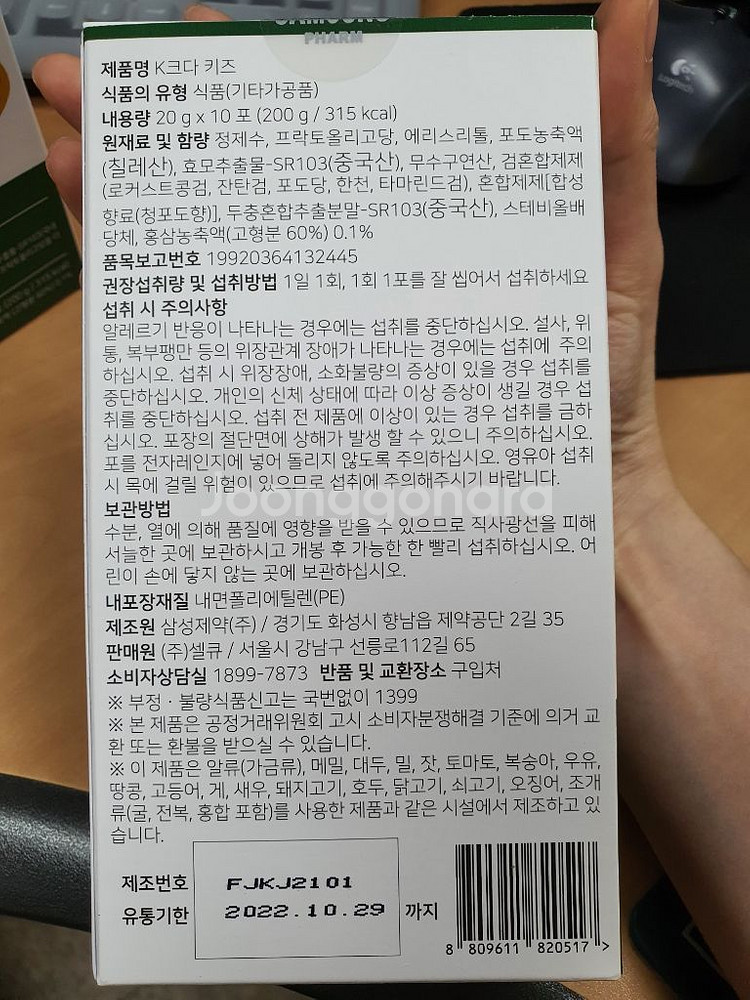 SAMSUNG
PHARM
제품명 K크다 키즈
식품의 유형 식품(기타가공품)
내용량 20 g x 10 포 (200 g / 315 kcal)
원재료 및 함량 정제수, 프락토올리고당, 에리스리톨, 포도농축액
(칠레산), 효모추출물-SR103(중국산), 무수구연산, 검혼합제제
(로커스트콩검, 잔탄검, 포도당, 한천, 타마린드검), 혼합제제[합성
향료(청포도향)], 두충혼합추출분말-SR103(중국산), 스테비올배
당체, 홍삼농축액(고형분 60%) 0.1%
품목보고번호 19920364132445
권장섭취량 및 섭취방법 1일 1회, 1회 1포를 잘 씹어서 섭취하세요
섭취 시 주의사항
알레르기 반응이 나타나는 경우에는 섭취를 중단하십시오. 설사, 위
통, 복부팽만 등의 위장관계 장애가 나타나는 경우에는 섭취에 주의
하십시오. 섭취 시 위장장애, 소화불량의 증상이 있을 경우 섭취를
중단하십시오. 개인의 신체 상태에 따라 이상 증상이 생길 경우 섭
취를 중단하십시오. 섭취 전 제품에 이상이 있는 경우 섭취를 금하
십시오. 포장의 절단면에 상해가 발생 할 수 있으니 주의하십시오.
포를 전자레인지에 넣어 돌리지 않도록 주의하십시오. 영유아 섭취
시 목에 걸릴 위험이 있으므로 섭취에 주의해주시기 바랍니다.
Joonggonara
보관방법
수분, 열에 의해 품질에 영향을 받을 수 있으므로 직사광선을 피해
서늘한 곳에 보관하시고 개봉 후 가능한 한 빨리 섭취하십시오. 어
린이 손에 닿지 않는 곳에 보관하십시오.
내포장재질 내면폴리에틸렌(PE)
제조원 삼성제약(주) / 경기도 화성시 향남읍 제약공단 2길 35
판매원 (주)셀큐 / 서울시 강남구 선릉로112길 65
소비자상담실 1899-7873 반품 및 교환장소 구입처
※ 부정 · 불량식품신고는 국번없이 1399
※ 본 제품은 공정거래위원회 고시 소비자분쟁해결 기준에 의거 교
환 또는 환불을 받으실 수 있습니다.
※ 이 제품은 알류(가금류), 메밀, 대두, 밀, 잣, 토마토, 복숭아, 우유,
땅콩, 고등어, 게, 새우, 돼지고기, 호두, 닭고기, 쇠고기, 오징어, 조개
류(굴, 전복, 홍합 포함)를 사용한 제품과 같은 시설에서 제조하고 있
습니다.
제조번호 FJKJ2101
유통기한 2022.10.29 까지
8 809611 820517 >
Logitech